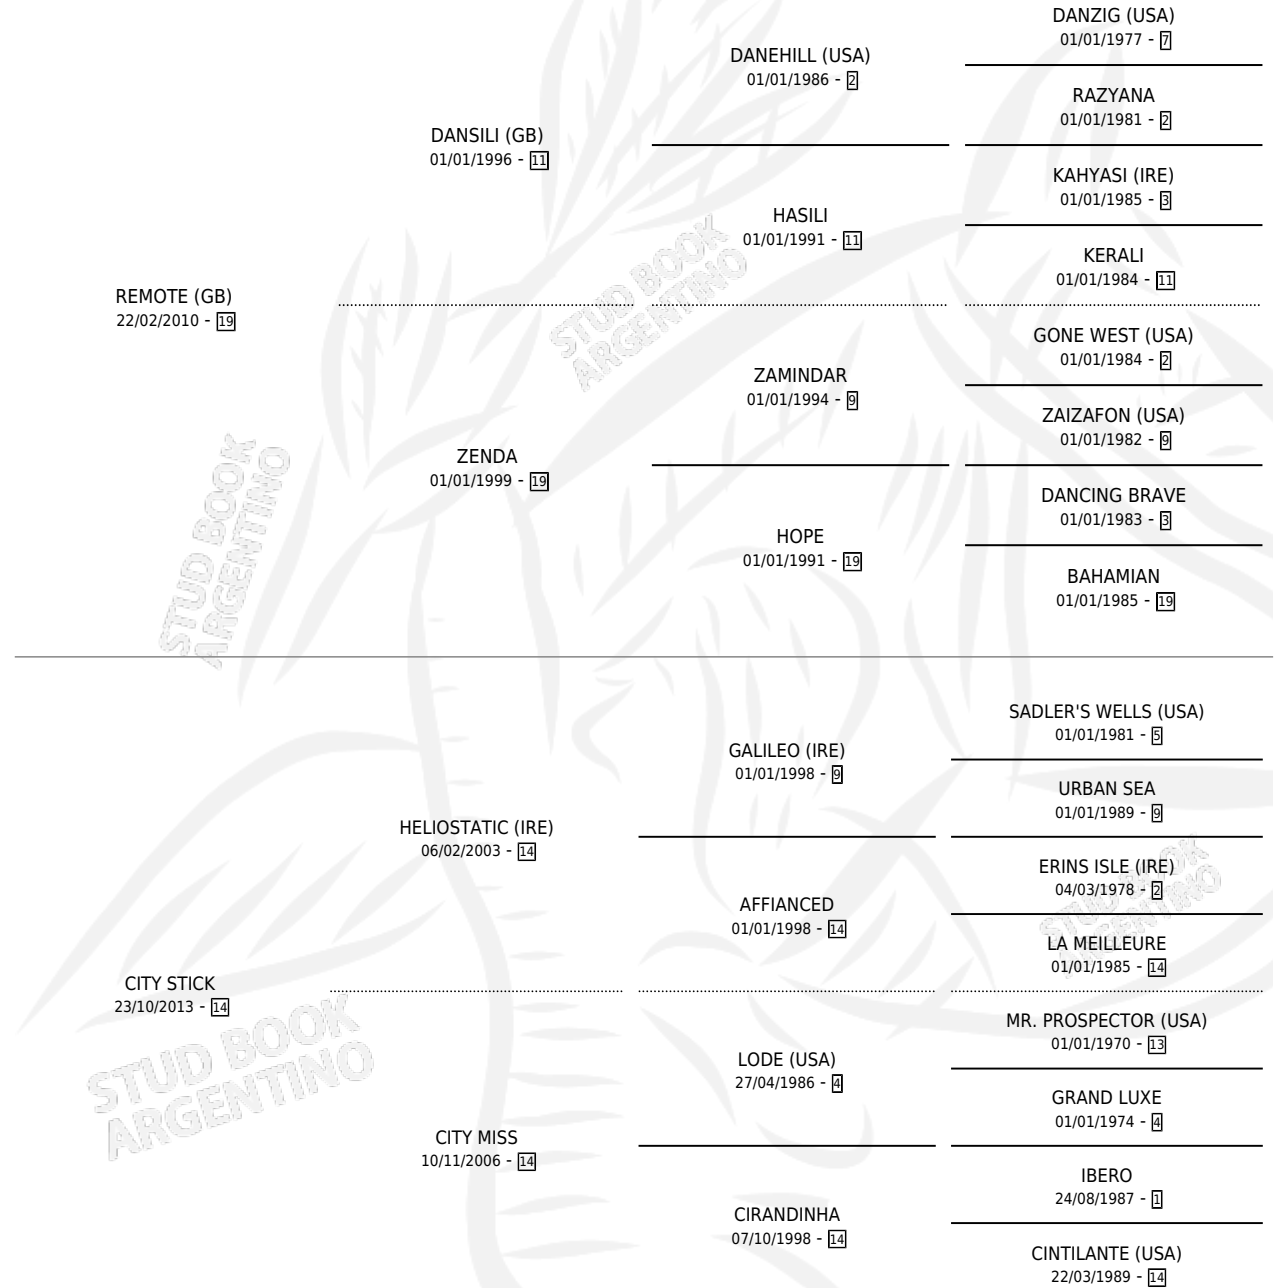 DANZIG (USA)
01/01/1977 - 7
DANEHILL (USA)
01/01/1986 - 2
RAZYANA
01/01/1981 - 2
DANSILI (GB)
01/01/1996 - 11
KAHYASI (IRE)
01/01/1985 - 3
HASILI
01/01/1991 - 11
KERALI
01/01/1984 - 11
REMOTE (GB)
22/02/2010 - 19
GONE WEST (USA)
01/01/1984 - 2
ZAMINDAR
01/01/1994 - 9
ZAIZAFON (USA)
01/01/1982 - 9
ZENDA
01/01/1999 - 19
DANCING BRAVE
01/01/1983 - 3
HOPE
01/01/1991 - 19
BAHAMIAN
01/01/1985 - 19
SADLER'S WELLS (USA)
01/01/1981 - 5
GALILEO (IRE)
01/01/1998 - 9
URBAN SEA
01/01/1989 - 9
HELIOSTATIC (IRE)
06/02/2003 - 14
ERINS ISLE (IRE)
04/03/1978 - 2
AFFIANCED
01/01/1998 - 14
LA MEILLEURE
01/01/1985 - 14
CITY STICK
23/10/2013 - 14
MR. PROSPECTOR (USA)
01/01/1970 - 13
LODE (USA)
27/04/1986 - 4
GRAND LUXE
01/01/1974 - 4
CITY MISS
10/11/2006 - 14
IBERO
24/08/1987 - 1
CIRANDINHA
07/10/1998 - 14
CINTILANTE (USA)
22/03/1989 - 14
STUD BOOK
ARGENTINO
STUD BOOK
ARGENTINO
STUD BOOK
ARGENTINO
STUD BOOK
ARGENTINO